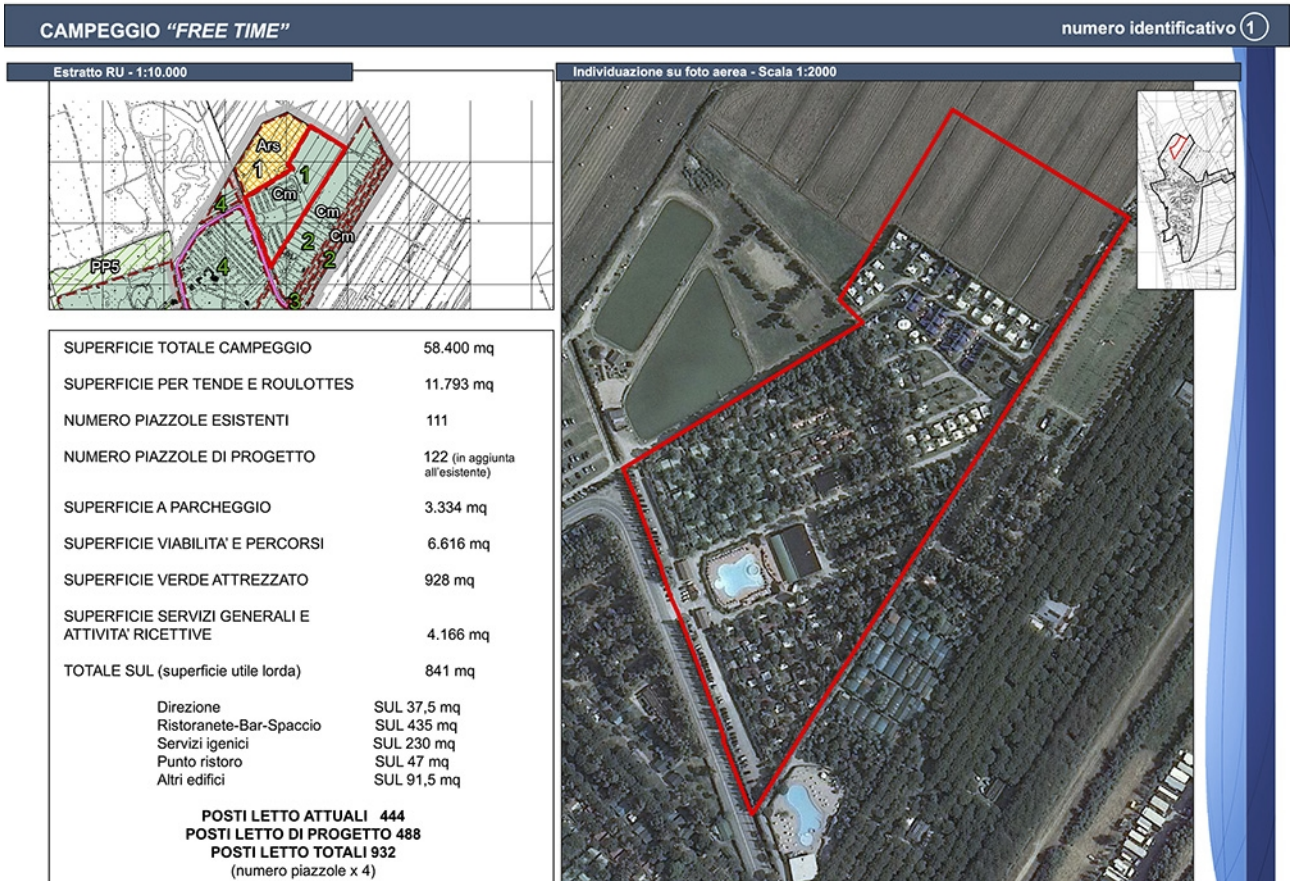 CAMPEGGIO "FREE TIME"
numero identificativo 1
Estratto RU - 1:10.000
Ars
1
1
Cm
Cm
Cm
4
2
2
4
PP5
3
SUPERFICIE TOTALE CAMPEGGIO 58.400 mq
SUPERFICIE PER TENDE E ROULOTTES 11.793 mq
NUMERO PIAZZOLE ESISTENTI 111
NUMERO PIAZZOLE DI PROGETTO 122 (in aggiunta
all'esistente)
SUPERFICIE A PARCHEGGIO 3.334 mq
SUPERFICIE VIABILITA' E PERCORSI 6.616 mq
SUPERFICIE VERDE ATTREZZATO 928 mq
SUPERFICIE SERVIZI GENERALI E
ATTIVITA' RICETTIVE 4.166 mq
TOTALE SUL (superficie utile lorda) 841 mq
Direzione SUL 37,5 mq
Ristoranete-Bar-Spaccio SUL 435 mq
Servizi igenici SUL 230 mq
Punto ristoro SUL 47 mq
Altri edifici SUL 91,5 mq
POSTI LETTO ATTUALI 444
POSTI LETTO DI PROGETTO 488
POSTI LETTO TOTALI 932
(numero piazzole x 4)
Individuazione su foto aerea - Scala 1:2000